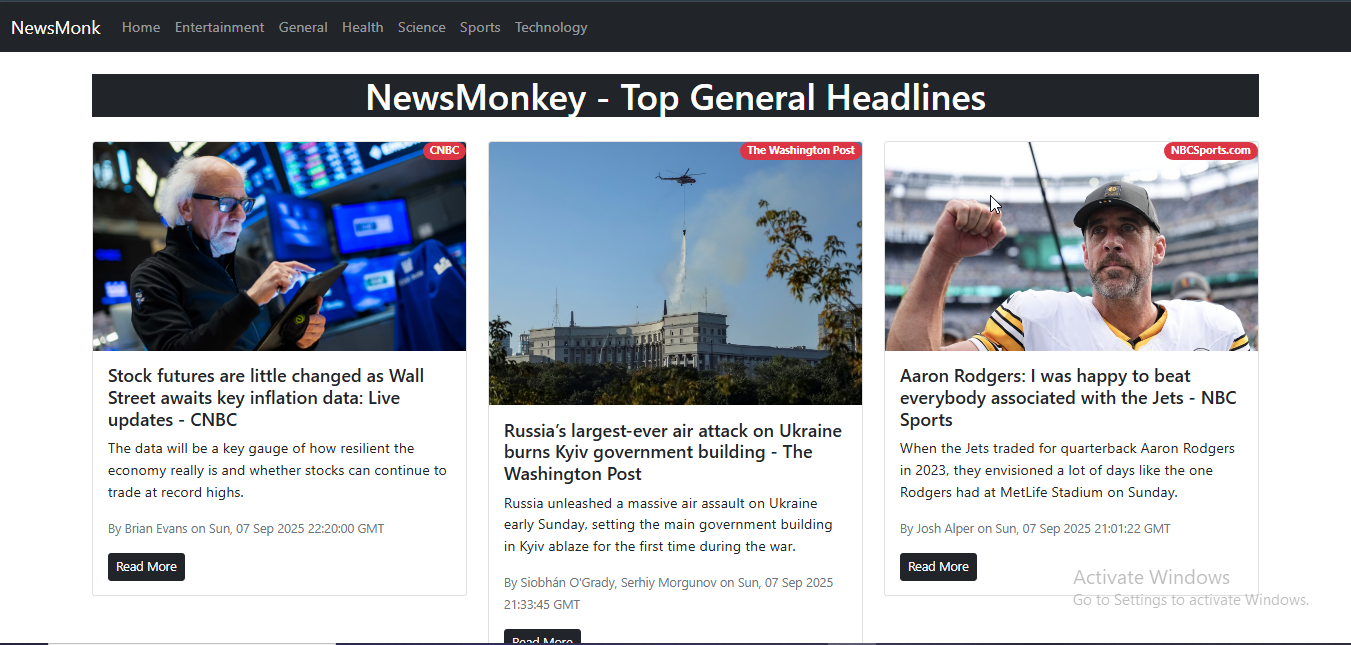 NewsMonk Home Entertainment General Health Science Sports Technology
NewsMonkey - Top General Headlines
CNBC
Stock futures are little changed as Wall
Street awaits key inflation data: Live
updates - CNBC
The data will be a key gauge of how resilient the
economy really is and whether stocks can continue to
trade at record highs.
By Brian Evans on Sun, 07 Sep 2025 22:20:00 GMT
Read More
The Washington Post
Russia’s largest-ever air attack on Ukraine
burns Kyiv government building - The
Washington Post
Russia unleashed a massive air assault on Ukraine
early Sunday, setting the main government building
in Kyiv ablaze for the first time during the war.
By Siobhán O'Grady, Serhiy Morgunov on Sun, 07 Sep 2025
21:33:45 GMT
Read More
NBCSports.com
Aaron Rodgers: I was happy to beat
everybody associated with the Jets - NBC
Sports
When the Jets traded for quarterback Aaron Rodgers
in 2023, they envisioned a lot of days like the one
Rodgers had at MetLife Stadium on Sunday.
By Josh Alper on Sun, 07 Sep 2025 21:01:22 GMT
Read More
Activate Windows
Go to Settings to activate Windows.